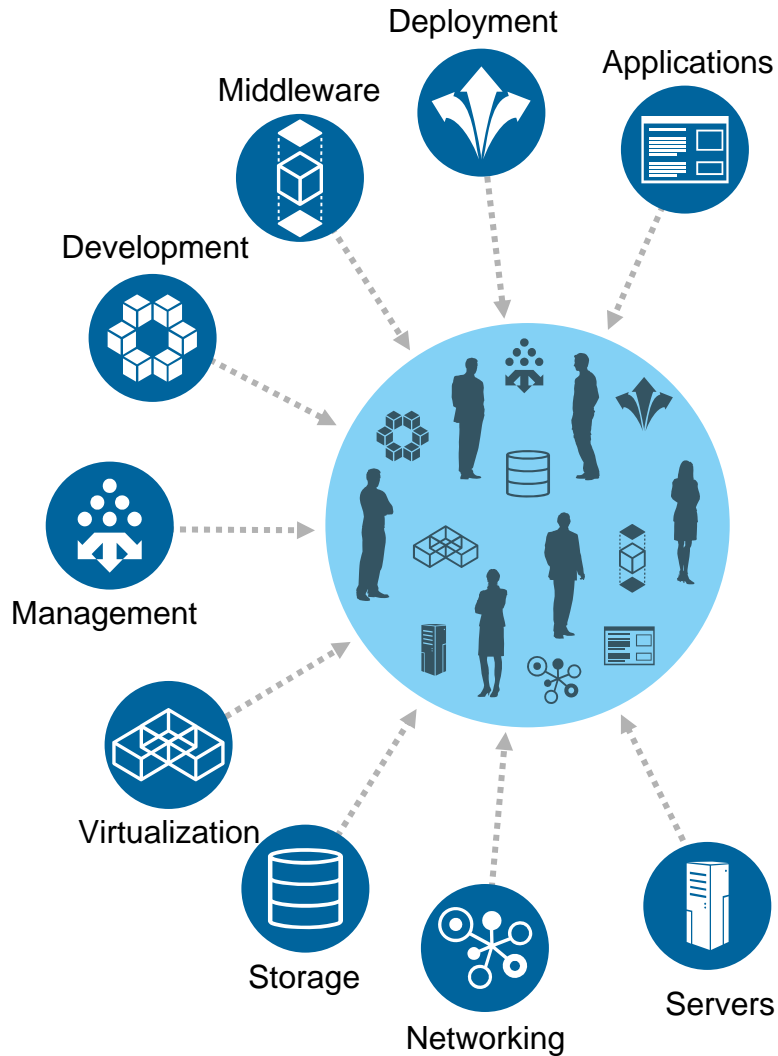 Deployment
Applications
Middleware
Development
Management
Virtualization
Storage
Servers
Networking